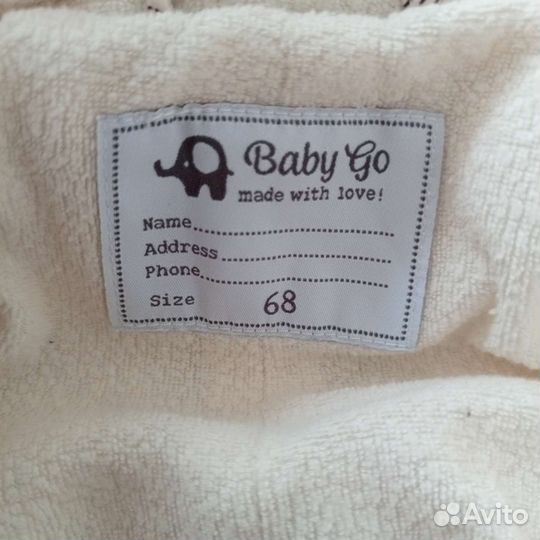 Baby Go
made with love!
Name
Address
Phone
Size 68
Avito